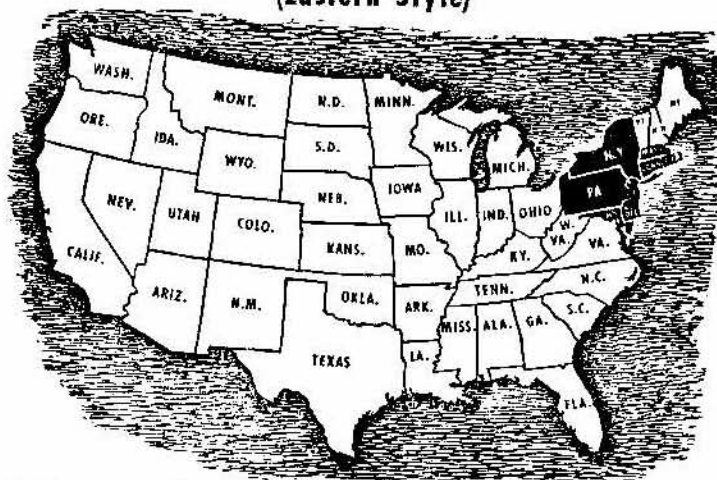 (Eastern Style)
WASH.
MONT.
N.D.
MINN.
ORE.
IDA.
S.D.
WIS.
MICH.
N.Y.
WYO.
NEB.
IOWA
PA
NEV.
UTAH
COLO.
ILL.
IND.
OHIO
W. VA.
VA.
CALIF.
KANS.
MO.
KY.
ARIZ.
N.M.
OKLA.
ARK.
TENN.
N.C.
S.C.
TEXAS
LA.
MISS.
ALA.
GA.
FLA.